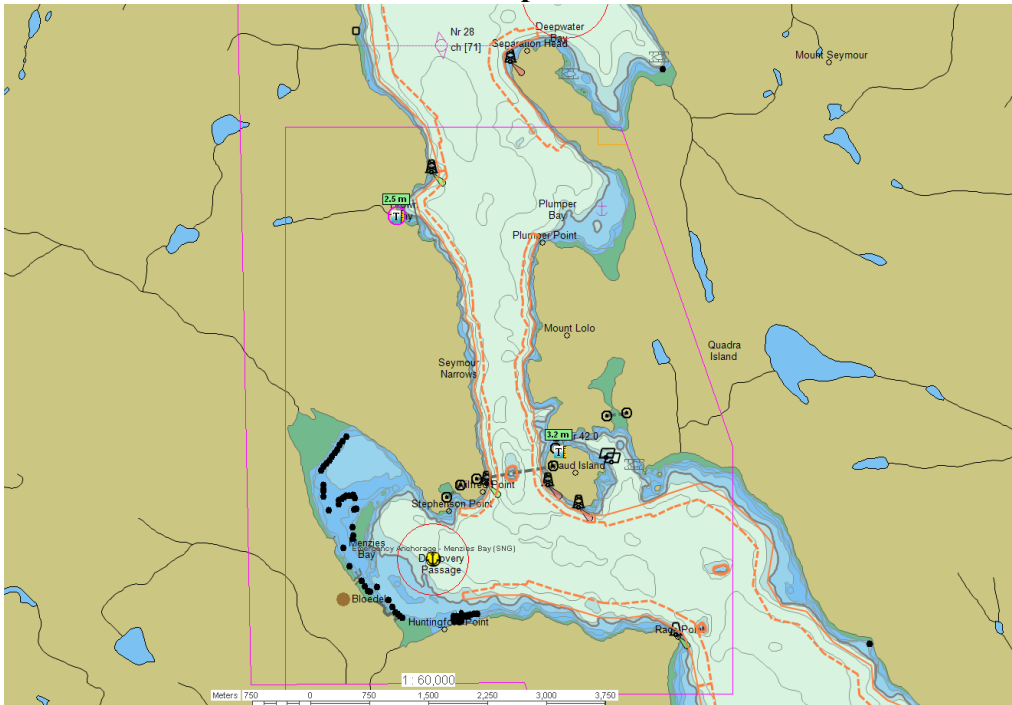 Deepwater
Bay
Nr 28
ch [71]
Separation Head
Mount Seymour
2.5 m
T
Plumper
Bay
Plumper Point
Mount Lolo
Quadra
Island
Seymour
Narrows
3.2 m
r 42.0
T
Stephenson Point
Menzies
Bay
Emergency Anchorage - Menzies Bay (SNG)
Discovery
Passage
Bloedel
Huntingford Point
1 : 60,000
Meters 750 0 750 1,500 2,250 3,000 3,750